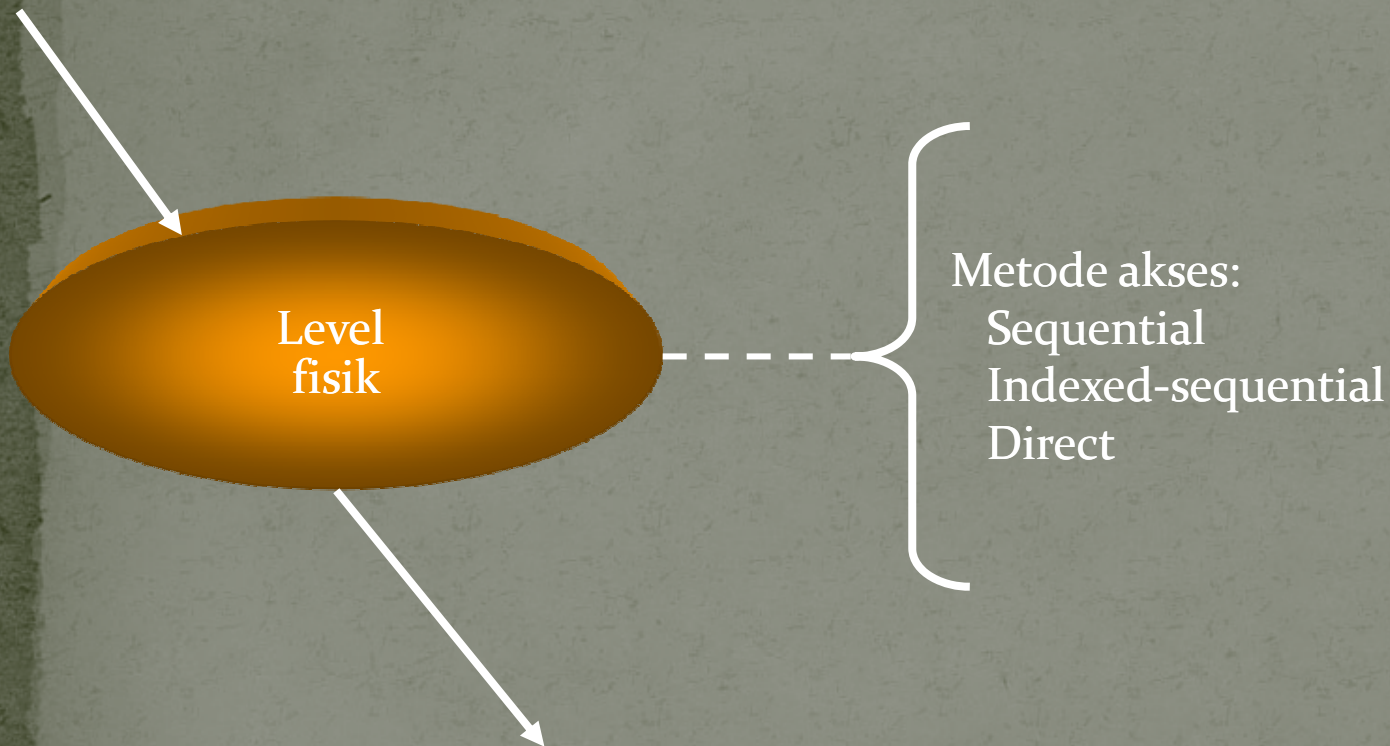 Level
fisik
Metode akses:
Sequential
Indexed-sequential
Direct